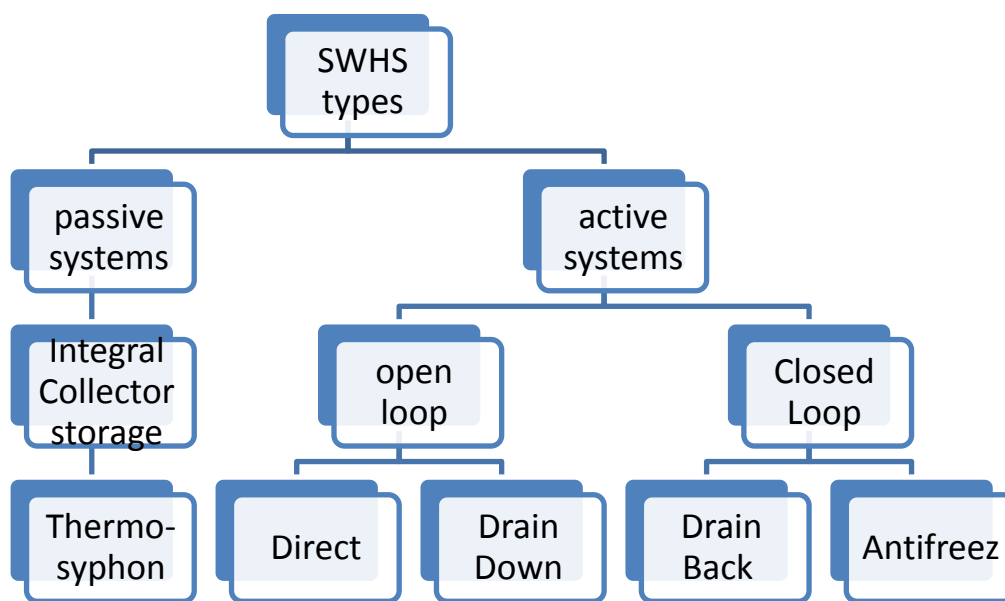 SWHS
types
passive
systems
active
systems
Integral
Collector
storage
open
loop
Closed
Loop
Thermo-
syphon
Direct
Drain
Down
Drain
Back
Antifreez